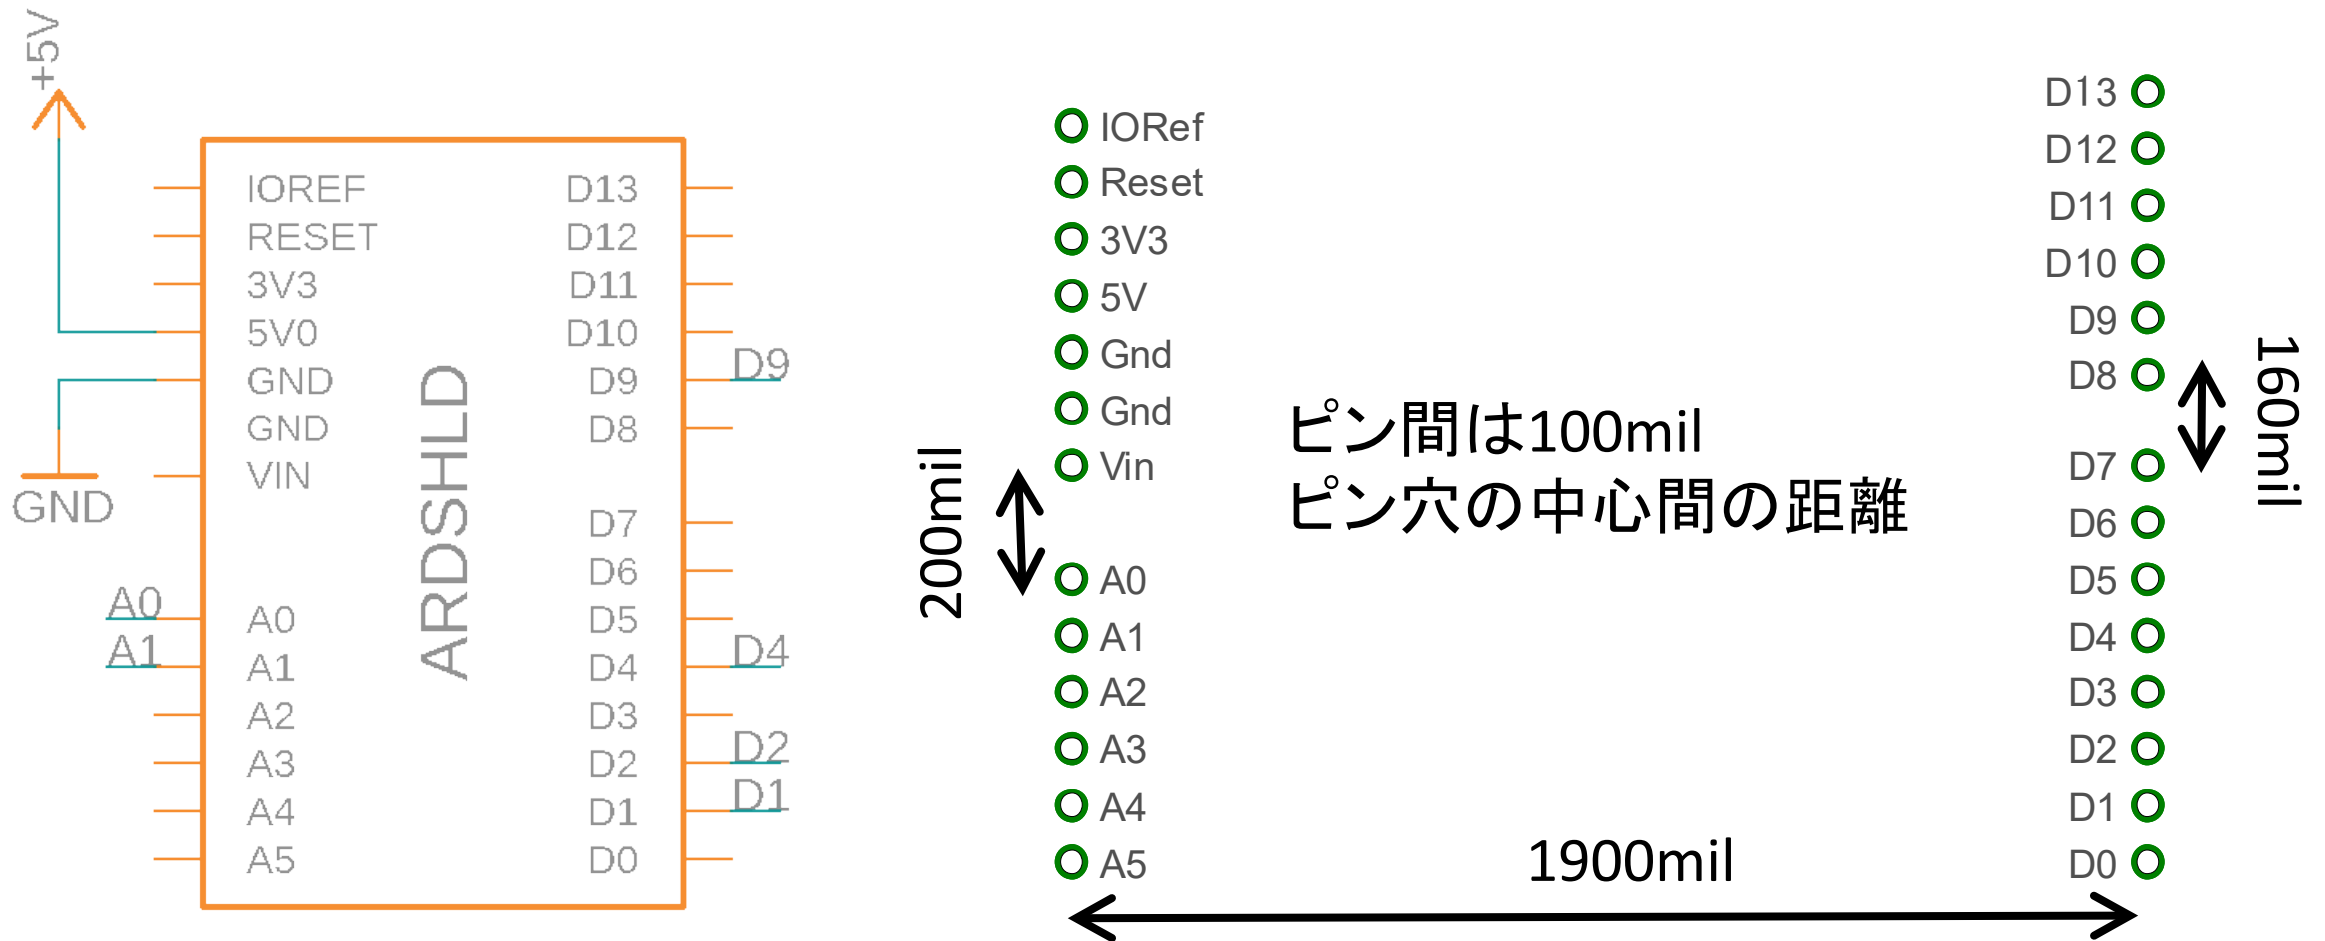 +5V
IOREF
RESET
3V3
5V0
GND
GND
VIN
A0
A1
A2
A3
A4
A5
D13
D12
D11
D10
D9
D8
D7
D6
D5
D4
D3
D2
D1
D0
ARDSHLD
GND
A0
A1
D9
D4
D2
D1
IORef
Reset
3V3
5V
Gnd
Gnd
Vin
A0
A1
A2
A3
A4
A5
2000mil
ピン間は100mil
ピン穴の中心間の距離
1900mil
D13
D12
D11
D10
D9
D8
D7
D6
D5
D4
D3
D2
D1
D0
160mil